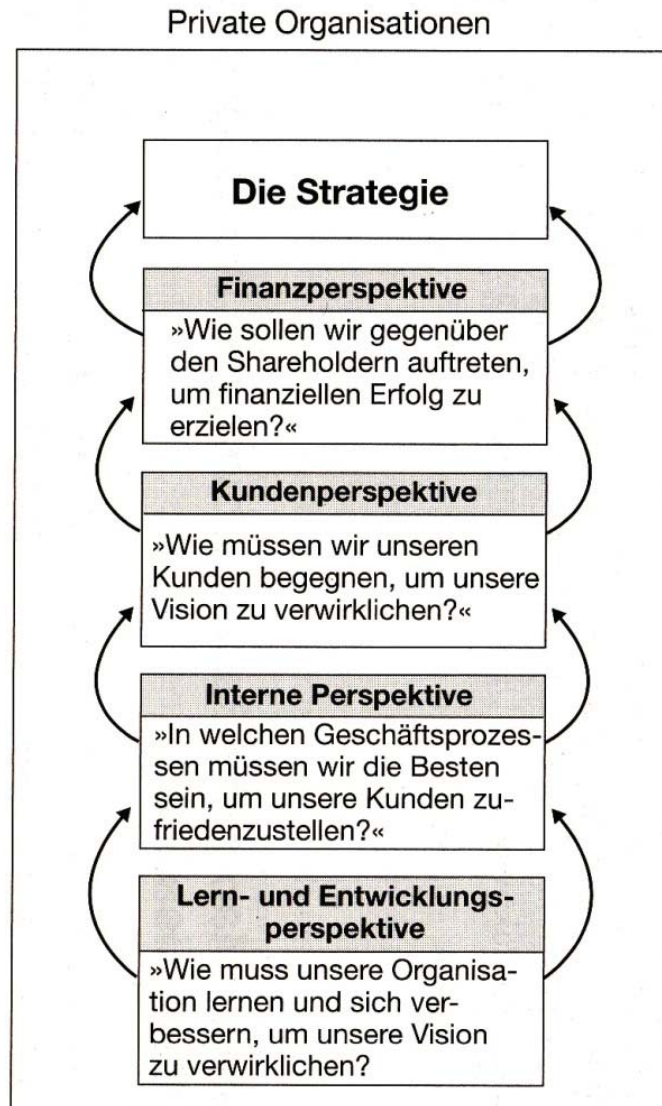 Private Organisationen
Die Strategie
Finanzperspektive
»Wie sollen wir gegenüber
den Shareholdern auftreten,
um finanziellen Erfolg zu
erzielen?«
Kundenperspektive
»Wie müssen wir unseren
Kunden begegnen, um unsere
Vision zu verwirklichen?«
Interne Perspektive
»In welchen Geschäftsprozes-
sen müssen wir die Besten
sein, um unsere Kunden zu-
friedenzustellen?«
Lern- und Entwicklungs-
perspektive
»Wie muss unsere Organisa-
tion lernen und sich ver-
bessern, um unsere Vision
zu verwirklichen?